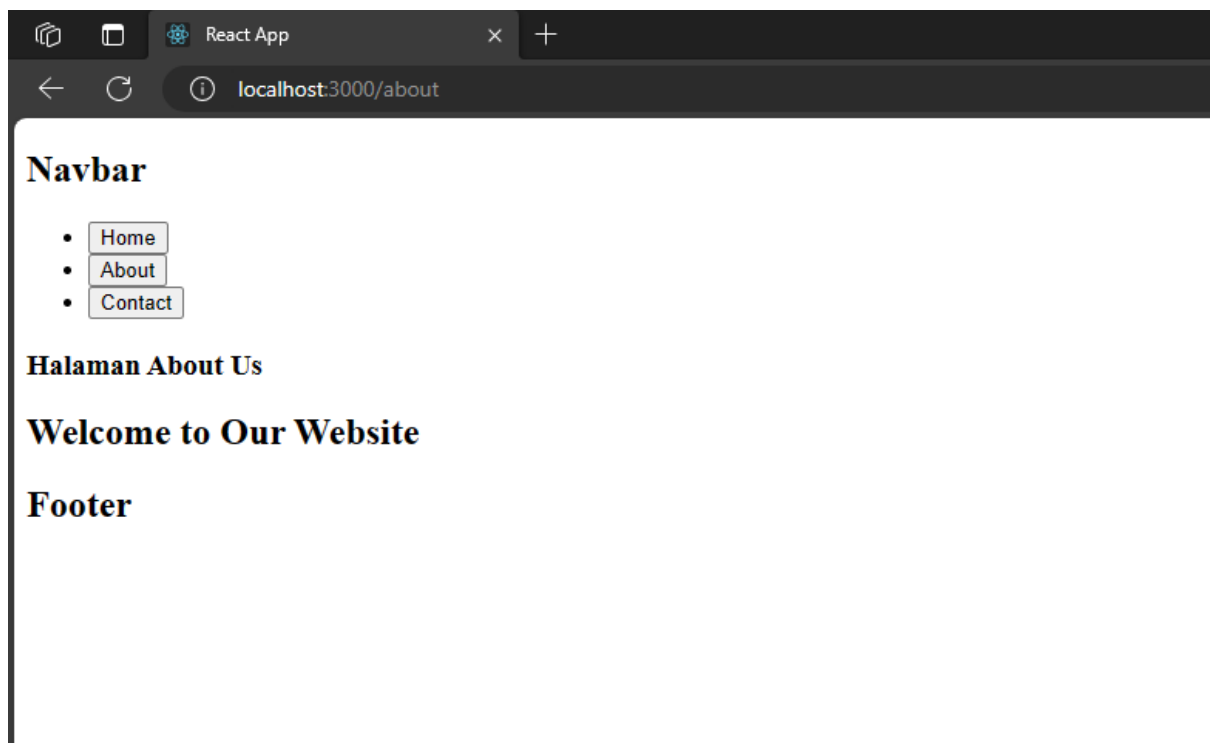 React App
localhost:3000/about
Navbar
Home
About
Contact
Halaman About Us
Welcome to Our Website
Footer